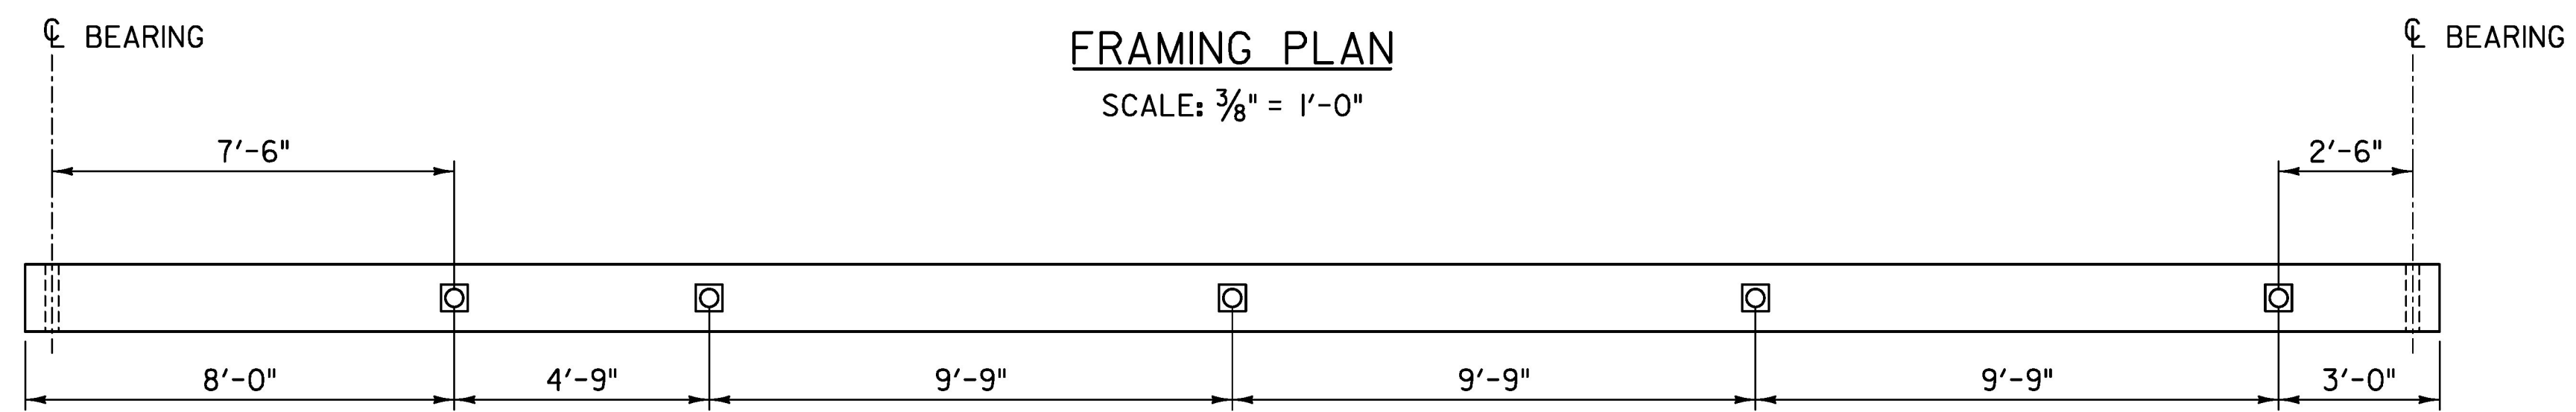 ℄ BEARING
FRAMING PLAN
℄ BEARING
SCALE: 3/8" = 1'-0"
7'-6"
2'-6"
8'-0"
4'-9"
9'-9"
9'-9"
9'-9"
3'-0"